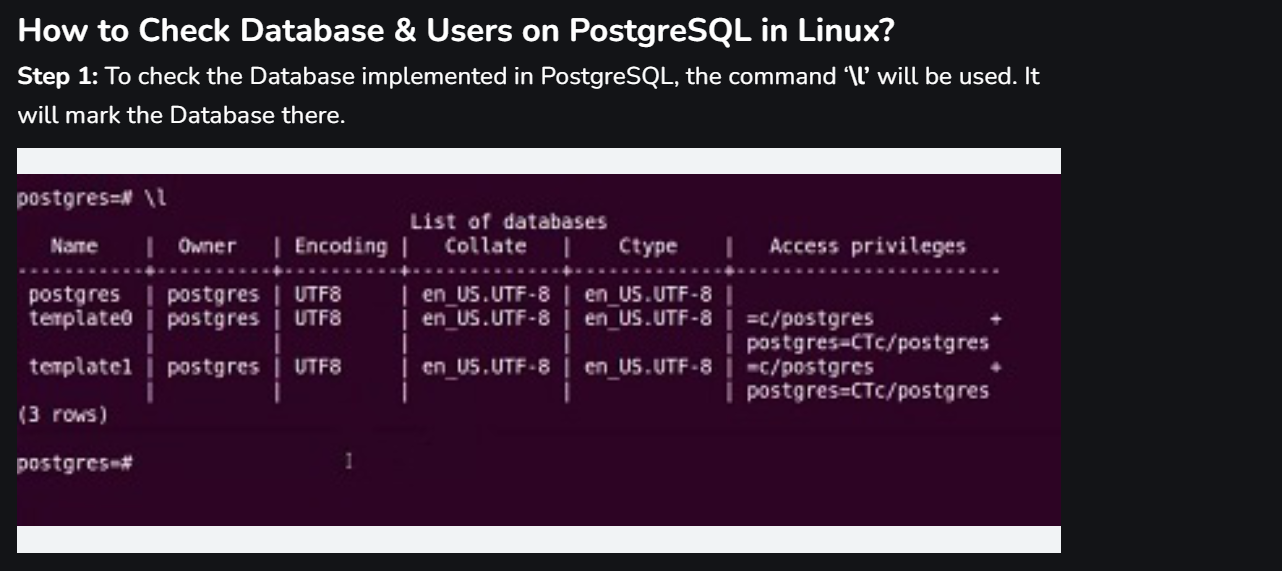 How to Check Database & Users on PostgreSQL in Linux?
Step 1: To check the Database implemented in PostgreSQL, the command ‘\l’ will be used. It
will mark the Database there.
postgres=# \l
List of databases
Name | Owner | Encoding | Collate | Ctype | Access privileges
-----------+----------+----------+-------------+-------------+-----------------------
postgres | postgres | UTF8 | en_US.UTF-8 | en_US.UTF-8 |
template0 | postgres | UTF8 | en_US.UTF-8 | en_US.UTF-8 | =c/postgres +
| | | | | postgres=CTc/postgres
template1 | postgres | UTF8 | en_US.UTF-8 | en_US.UTF-8 | =c/postgres +
| | | | | postgres=CTc/postgres
(3 rows)
postgres=#